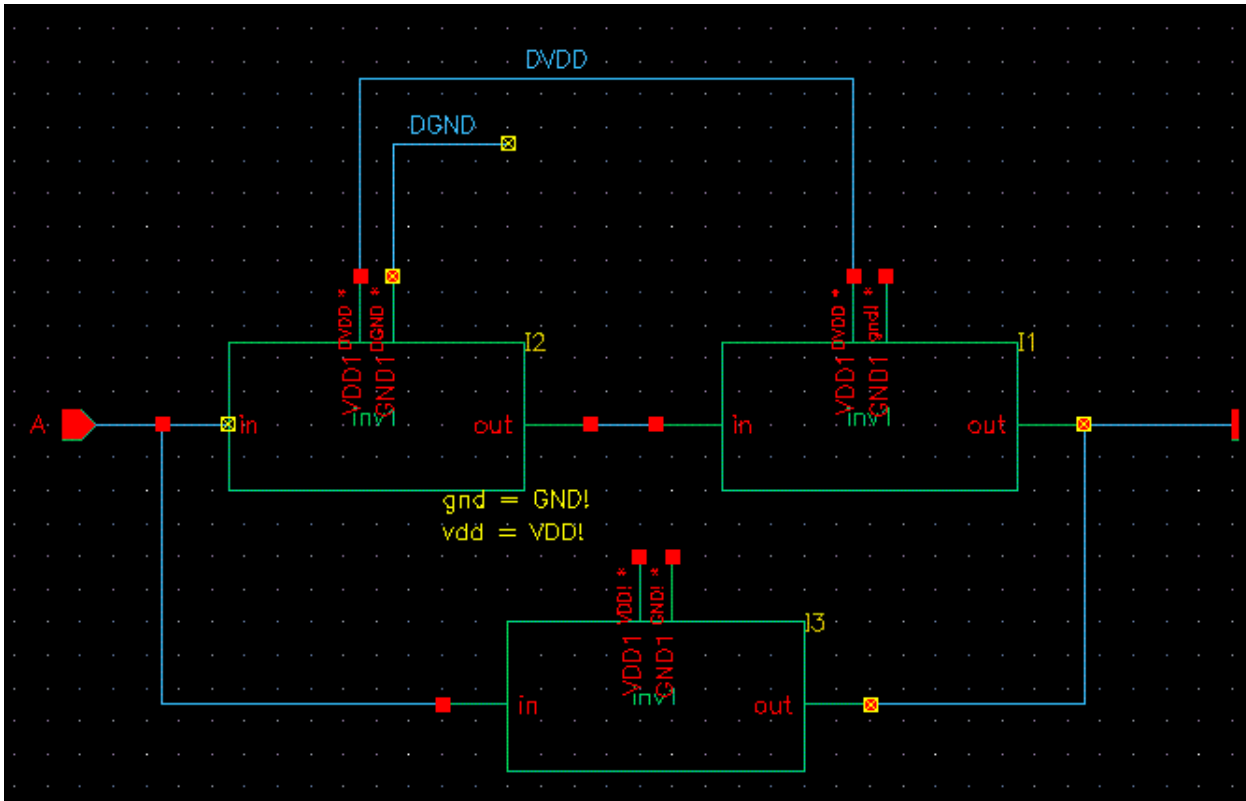 DVDD
DGND
DVDD *
DGND *
DVDD *
gnd! *
I2
I1
VDD1
GND1
VDD1
GND1
inv1
inv1
A
in
out
in
out
gnd = GND!
vdd = VDD!
VDD! *
GND! *
I3
VDD1
GND1
inv1
in
out